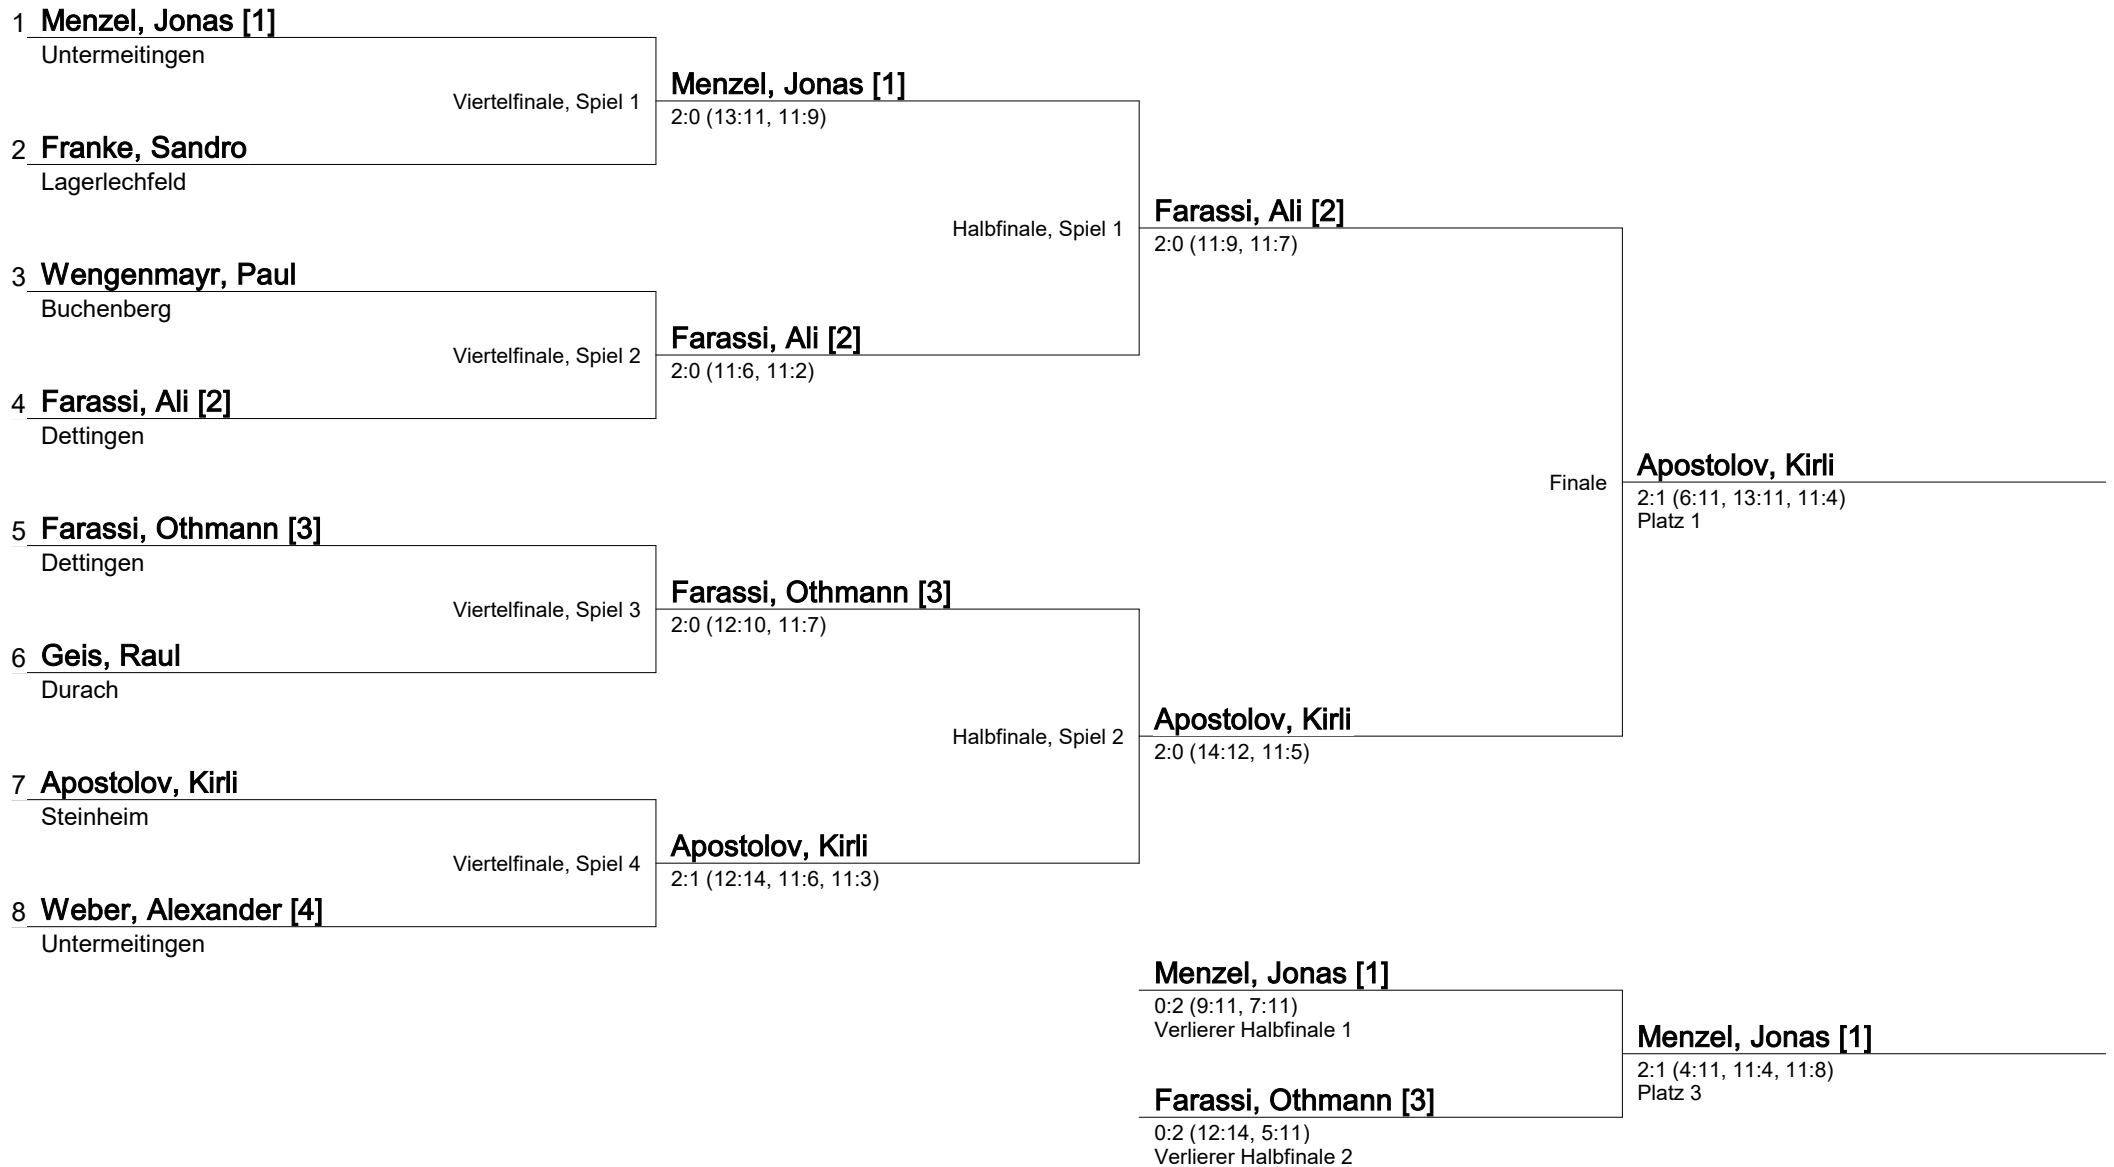 1 Menzel, Jonas [1]
Untermeitingen
Viertelfinale, Spiel 1
2 Franke, Sandro
Lagerlechfeld
3 Wengenmayr, Paul
Buchenberg
Viertelfinale, Spiel 2
4 Farassi, Ali [2]
Dettingen
5 Farassi, Othmann [3]
Dettingen
Viertelfinale, Spiel 3
6 Geis, Raul
Durach
7 Apostolov, Kirli
Steinheim
Viertelfinale, Spiel 4
8 Weber, Alexander [4]
Untermeitingen
Menzel, Jonas [1]
2:0 (13:11, 11:9)
Halbfinale, Spiel 1
Farassi, Ali [2]
2:0 (11:6, 11:2)
Farassi, Othmann [3]
2:0 (12:10, 11:7)
Halbfinale, Spiel 2
Apostolov, Kirli
2:1 (12:14, 11:6, 11:3)
Farassi, Ali [2]
2:0 (11:9, 11:7)
Finale
Apostolov, Kirli
2:0 (14:12, 11:5)
Apostolov, Kirli
2:1 (6:11, 13:11, 11:4)
Platz 1
Menzel, Jonas [1]
0:2 (9:11, 7:11)
Verlierer Halbfinale 1
Farassi, Othmann [3]
0:2 (12:14, 5:11)
Verlierer Halbfinale 2
Menzel, Jonas [1]
2:1 (4:11, 11:4, 11:8)
Platz 3